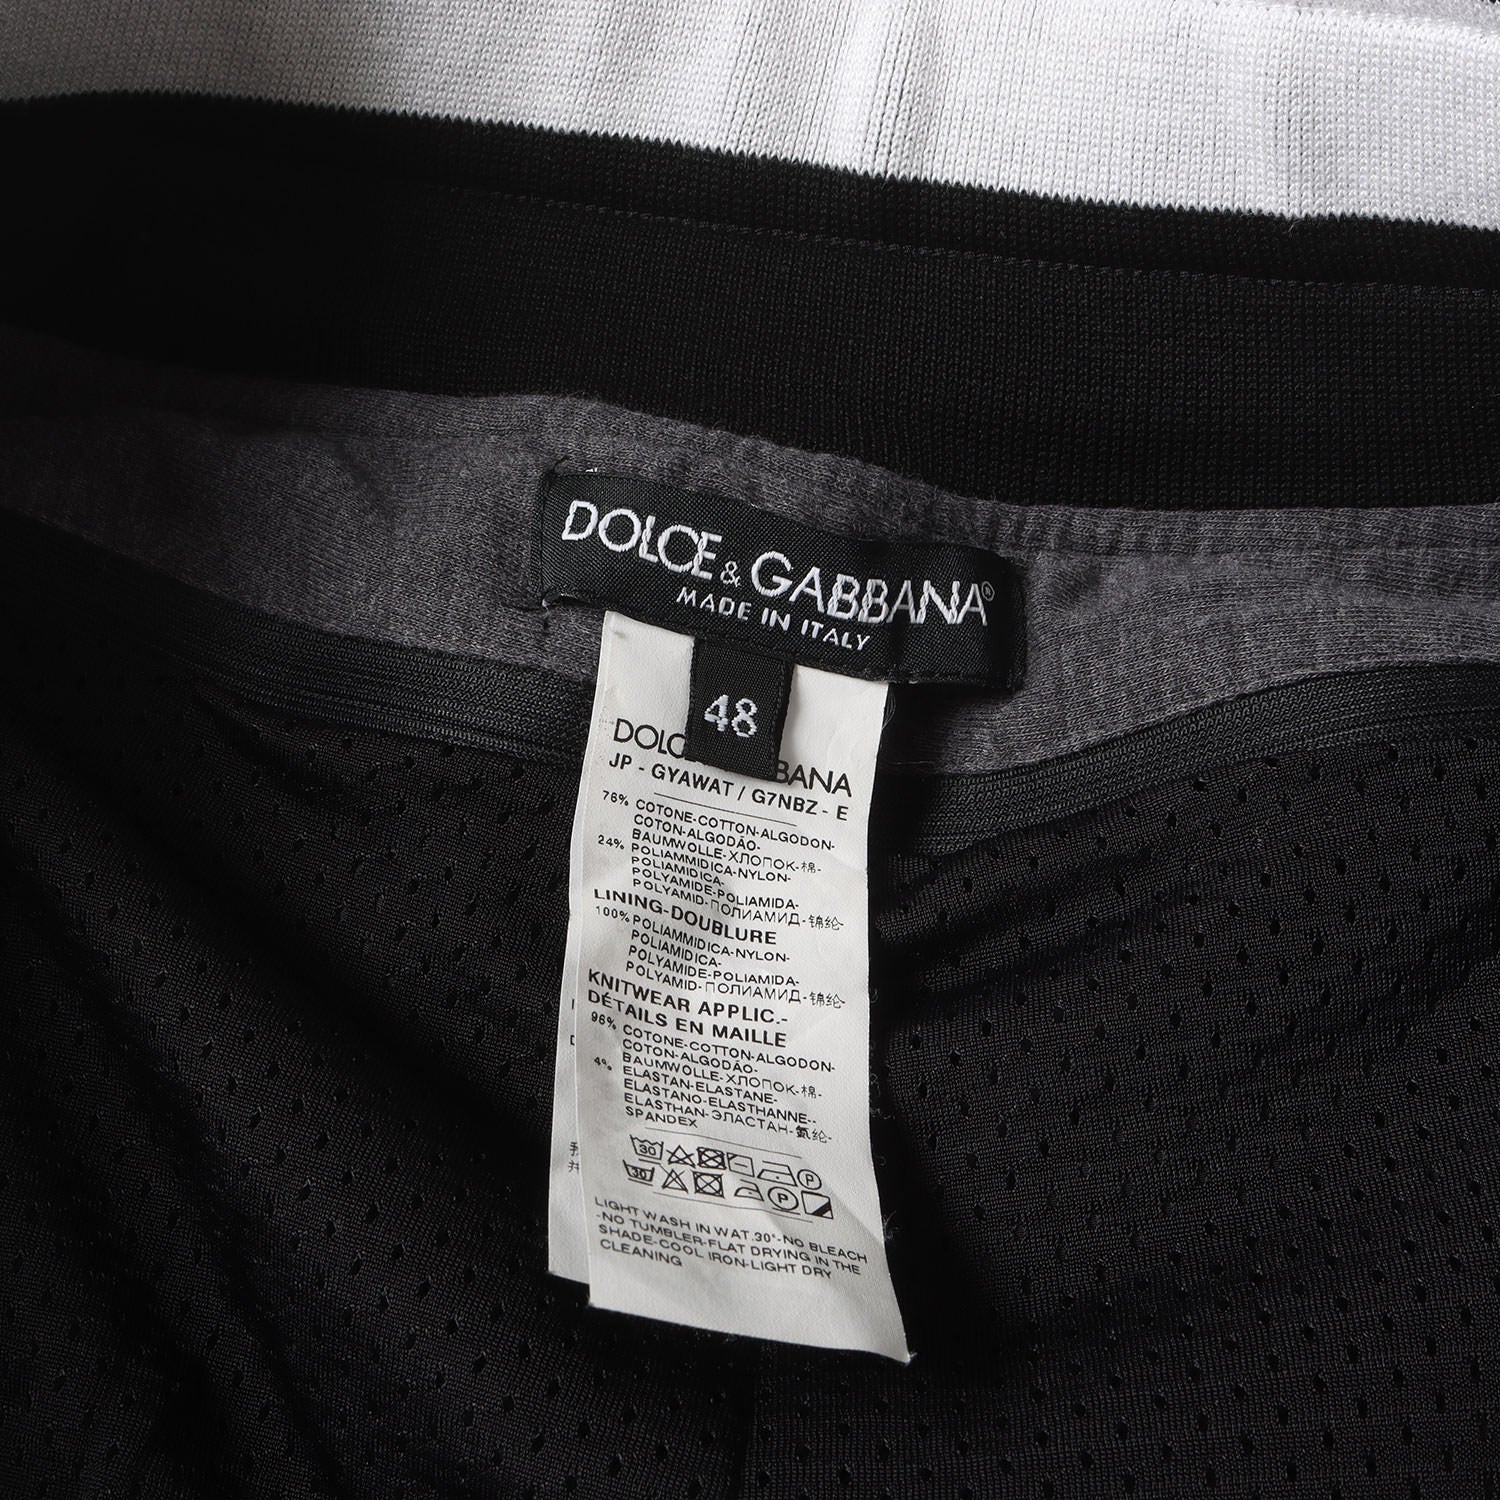 DOLCE & GABBANA®
MADE IN ITALY
48
JP - GYAWAT / G7NBZ - E
76% COTONE-COTTON-ALGODON-
COTON-ALGODÃO-
BAUMWOLLE-ХЛОПОК-棉-
24% POLIAMMIDICA-NYLON-
POLIAMIDICA-
POLYAMIDE-POLIAMIDA-
POLYAMID-ПОЛИАМИД-锦纶-
LINING-DOUBLURE
100% POLIAMMIDICA-NYLON-
POLIAMIDICA-
POLYAMIDE-POLIAMIDA-
POLYAMID-ПОЛИАМИД-锦纶-
KNITWEAR APPLIC.-
DÉTAILS EN MAILLE
96% COTONE-COTTON-ALGODON-
COTON-ALGODÃO-
BAUMWOLLE-ХЛОПОК-棉-
4% ELASTAN-ELASTANE-
ELASTANO-ELASTHANNE--
ELASTHAN-ЭЛАСТАН-氨纶-
SPANDEX
30 P
30 P
LIGHT WASH IN WAT.30°-NO BLEACH
-NO TUMBLER-FLAT DRYING IN THE
SHADE-COOL IRON-LIGHT DRY
CLEANING